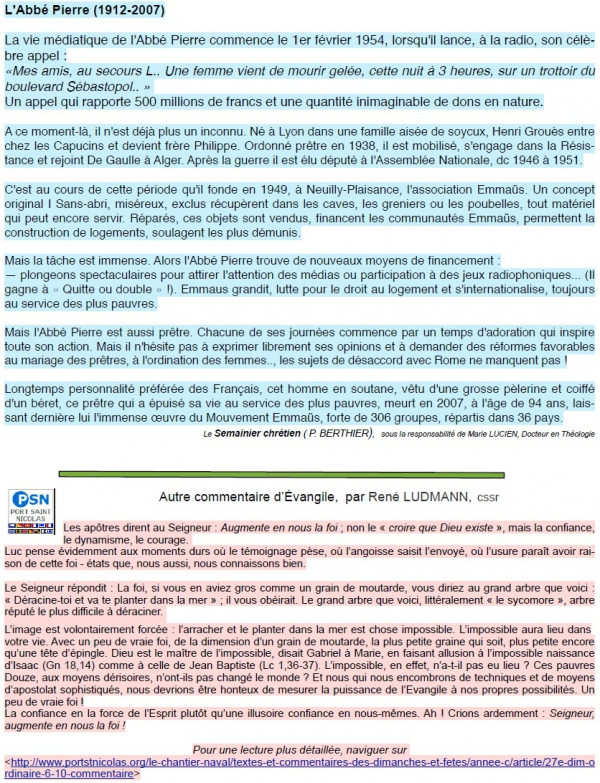 L'Abbé Pierre (1912-2007)
La vie médiatique de l'Abbé Pierre commence le 1er février 1954, lorsqu'il lance, à la radio, son célè-
bre appel :
«Mes amis, au secours L.. Une femme vient de mourir gelée, cette nuit à 3 heures, sur un trottoir du
boulevard Sébastopol.. »
Un appel qui rapporte 500 millions de francs et une quantité inimaginable de dons en nature.
A ce moment-là, il n'est déjà plus un inconnu. Né à Lyon dans une famille aisée de soycux, Henri Grouès entre
chez les Capucins et devient frère Philippe. Ordonné prêtre en 1938, il est mobilisé, s'engage dans la Résis-
tance et rejoint De Gaulle à Alger. Après la guerre il est élu député à l'Assemblée Nationale, dc 1946 à 1951.
C'est au cours de cette période qu'il fonde en 1949, à Neuilly-Plaisance, l'association Emmaûs. Un concept
original I Sans-abri, miséreux, exclus récupèrent dans les caves, les greniers ou les poubelles, tout matériel
qui peut encore servir. Réparés, ces objets sont vendus, financent les communautés Emmaûs, permettent la
construction de logements, soulagent les plus démunis.
Mais la tâche est immense. Alors l'Abbé Pierre trouve de nouveaux moyens de financement :
— plongeons spectaculaires pour attirer l'attention des médias ou participation à des jeux radiophoniques... (Il
gagne à « Quitte ou double » !). Emmaus grandit, lutte pour le droit au logement et s'internationalise, toujours
au service des plus pauvres.
Mais l'Abbé Pierre est aussi prêtre. Chacune de ses journées commence par un temps d'adoration qui inspire
toute son action. Mais il n'hésite pas à exprimer librement ses opinions et à demander des réformes favorables
au mariage des prêtres, à l'ordination des femmes.., les sujets de désaccord avec Rome ne manquent pas !
Longtemps personnalité préférée des Français, cet homme en soutane, vêtu d'une grosse pèlerine et coiffé
d'un béret, ce prêtre qui a épuisé sa vie au service des plus pauvres, meurt en 2007, à l'âge de 94 ans, lais-
sant dernière lui l'immense œuvre du Mouvement Emmaûs, forte de 306 groupes, répartis dans 36 pays.
Le Semainier chrétien ( P. BERTHIER), sous la responsabilité de Marie LUCIEN, Docteur en Théologie
PSN
PORT SAINT
NICOLAS
Autre commentaire d'Évangile, par René LUDMANN, cssr
Les apôtres dirent au Seigneur : Augmente en nous la foi ; non le « croire que Dieu existe », mais la confiance,
le dynamisme, le courage.
Luc pense évidemment aux moments durs où le témoignage pèse, où l'angoisse saisit l'envoyé, où l'usure paraît avoir rai-
son de cette foi - états que, nous aussi, nous connaissons bien.
Le Seigneur répondit : La foi, si vous en aviez gros comme un grain de moutarde, vous diriez au grand arbre que voici :
« Déracine-toi et va te planter dans la mer » ; il vous obéirait. Le grand arbre que voici, littéralement « le sycomore », arbre
réputé le plus difficile à déraciner.
L'image est volontairement forcée : l'arracher et le planter dans la mer est chose impossible. L'impossible aura lieu dans
votre vie. Avec un peu de vraie foi, de la dimension d'un grain de moutarde, la plus petite graine qui soit, plus petite encore
qu'une tête d'épingle. Dieu est le maître de l'impossible, disait Gabriel à Marie, en faisant allusion à l'impossible naissance
d'Isaac (Gn 18,14) comme à celle de Jean Baptiste (Lc 1,36-37). L'impossible, en effet, n'a-t-il pas eu lieu ? Ces pauvres
Douze, aux moyens dérisoires, n'ont-ils pas changé le monde ? Et nous qui nous encombrons de techniques et de moyens
d'apostolat sophistiqués, nous devrions être honteux de mesurer la puissance de l'Evangile à nos propres possibilités. Un
peu de vraie foi !
La confiance en la force de l'Esprit plutôt qu'une illusoire confiance en nous-mêmes. Ah ! Crions ardemment : Seigneur,
augmente en nous la foi !
Pour une lecture plus détaillée, naviguer sur
<http://www.portstnicolas.org/le-chantier-naval/textes-et-commentaires-des-dimanches-et-fetes/annee-c/article/27e-dim-o
rdinaire-6-10-commentaire>